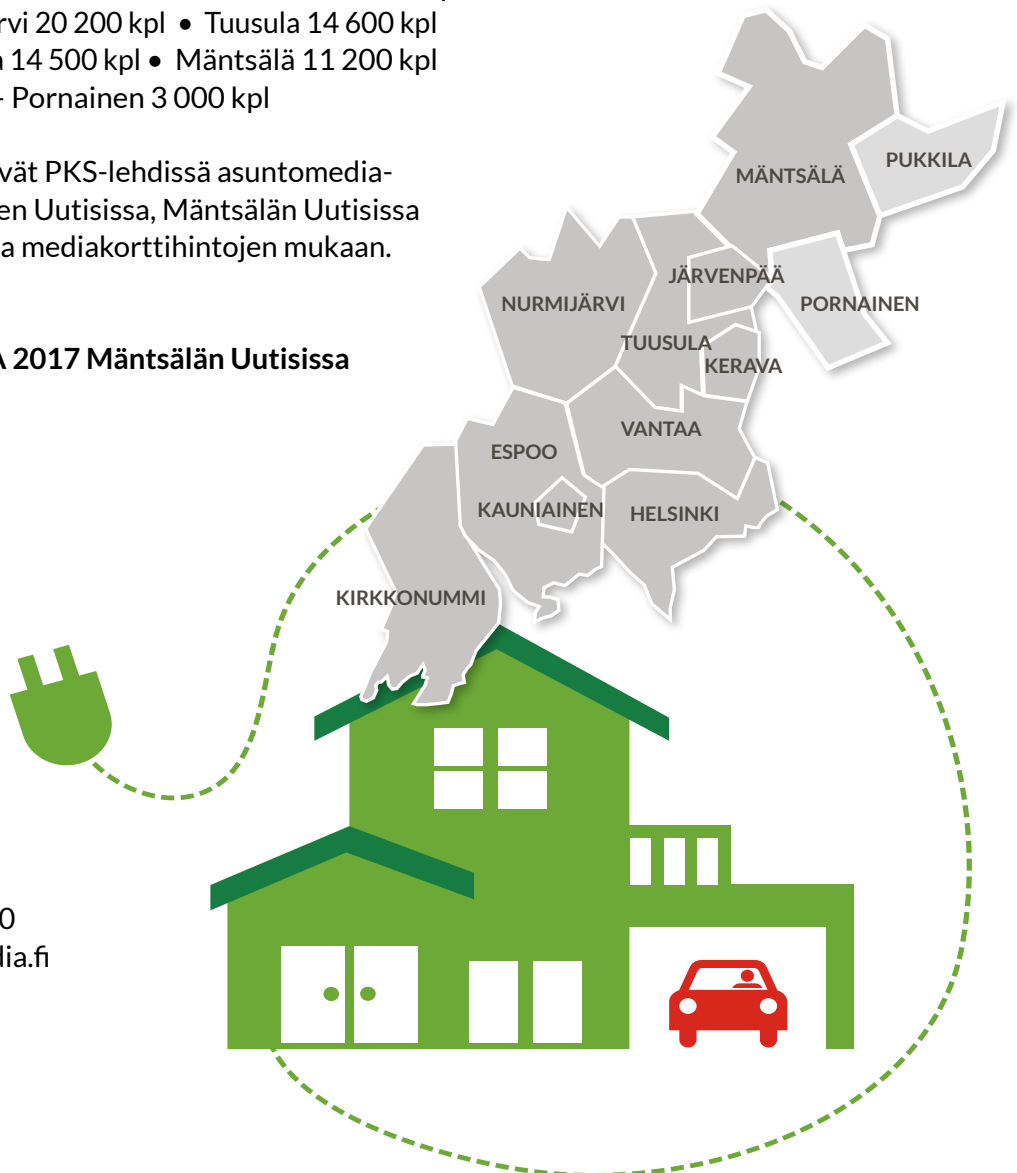 rvi 20 200 kpl • Tuusula 14 600 kpl
14 500 kpl • Mäntsälä 11 200 kpl
- Pornainen 3 000 kpl
vät PKS-lehdissä asuntomedia-
en Uutisissa, Mäntsälän Uutisissa
a mediakorttihintojen mukaan.
A 2017 Mäntsälän Uutisissa
MÄNTSÄLÄ
PUKKILA
JÄRVENPÄÄ
NURMIJÄRVI
PORNAINEN
TUUSULA
KERAVA
VANTAA
ESPOO
KAUNIAINEN
HELSINKI
KIRKKONUMMI
0
dia.fi